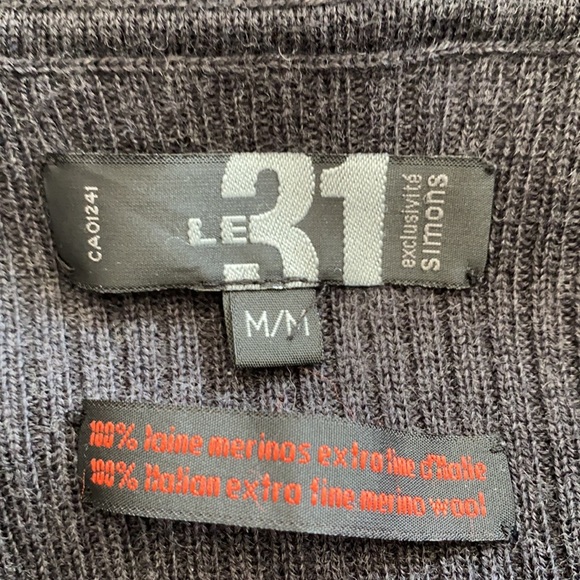 CA01241
LE 31
exclusivité
simons
M/M
100% laine merinos extra fine d'Italie
100% Italian extra fine merino wool